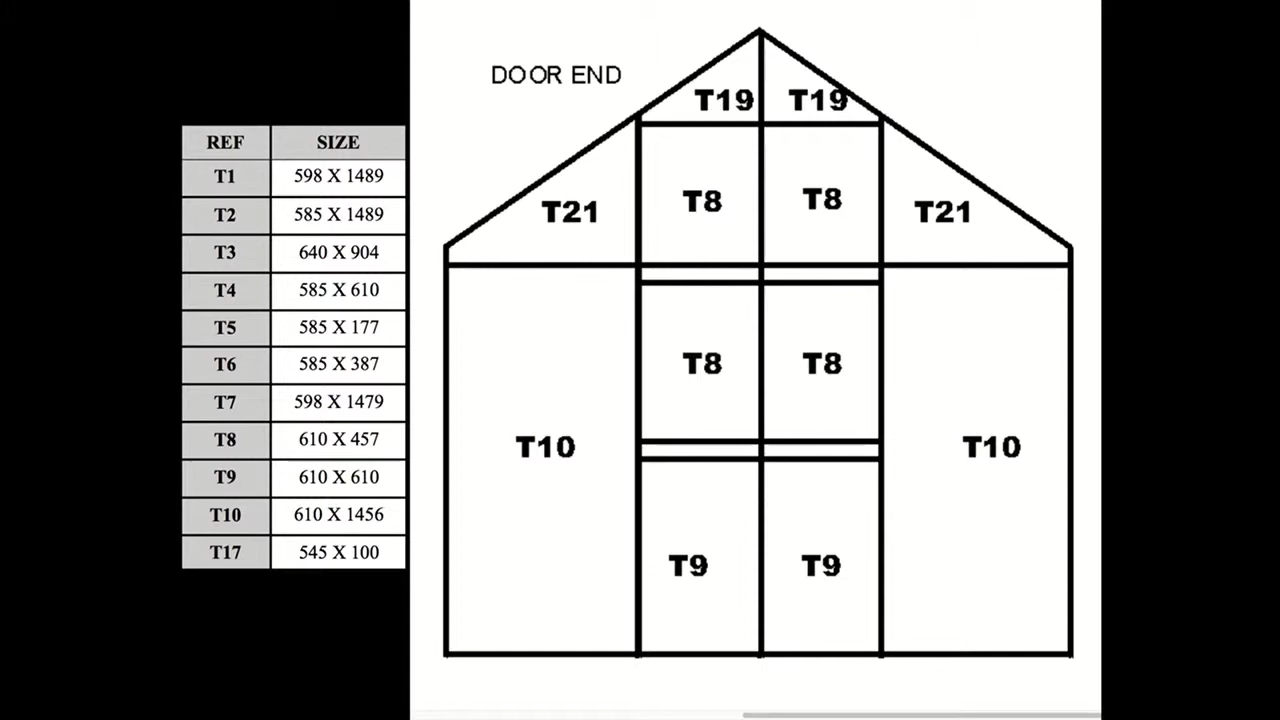 DOOR END
T19 T19
T8 T8
T21 T21
T8 T8
T10 T10
T9 T9
REF SIZE
T1 598 X 1489
T2 585 X 1489
T3 640 X 904
T4 585 X 610
T5 585 X 177
T6 585 X 387
T7 598 X 1479
T8 610 X 457
T9 610 X 610
T10 610 X 1456
T17 545 X 100